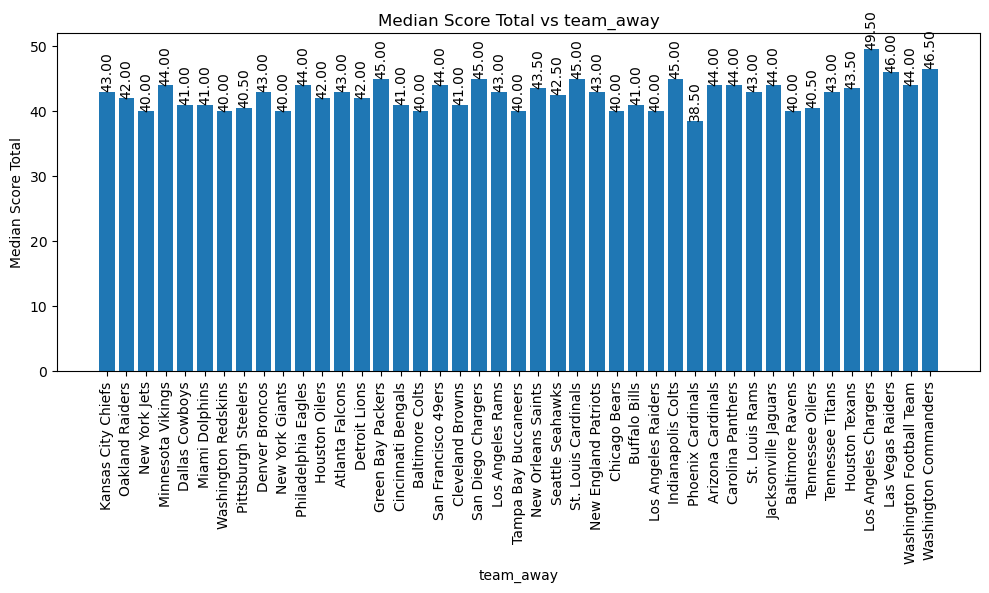 Median Score Total vs team_away
Median Score Total
50
40
30
20
10
0
43.00
42.00
40.00
44.00
41.00
41.00
40.00
40.50
43.00
40.00
44.00
42.00
43.00
42.00
45.00
41.00
40.00
44.00
41.00
45.00
43.00
40.00
43.50
42.50
45.00
43.00
40.00
41.00
40.00
45.00
38.50
44.00
44.00
43.00
44.00
40.00
40.50
43.00
43.50
49.50
46.00
44.00
46.50
Kansas City Chiefs
Oakland Raiders
New York Jets
Minnesota Vikings
Dallas Cowboys
Miami Dolphins
Washington Redskins
Pittsburgh Steelers
Denver Broncos
New York Giants
Philadelphia Eagles
Houston Oilers
Atlanta Falcons
Detroit Lions
Green Bay Packers
Cincinnati Bengals
Baltimore Colts
San Francisco 49ers
Cleveland Browns
San Diego Chargers
Los Angeles Rams
Tampa Bay Buccaneers
New Orleans Saints
Seattle Seahawks
St. Louis Cardinals
New England Patriots
Chicago Bears
Buffalo Bills
Los Angeles Raiders
Indianapolis Colts
Phoenix Cardinals
Arizona Cardinals
Carolina Panthers
St. Louis Rams
Jacksonville Jaguars
Baltimore Ravens
Tennessee Oilers
Tennessee Titans
Houston Texans
Los Angeles Chargers
Las Vegas Raiders
Washington Football Team
Washington Commanders
team_away